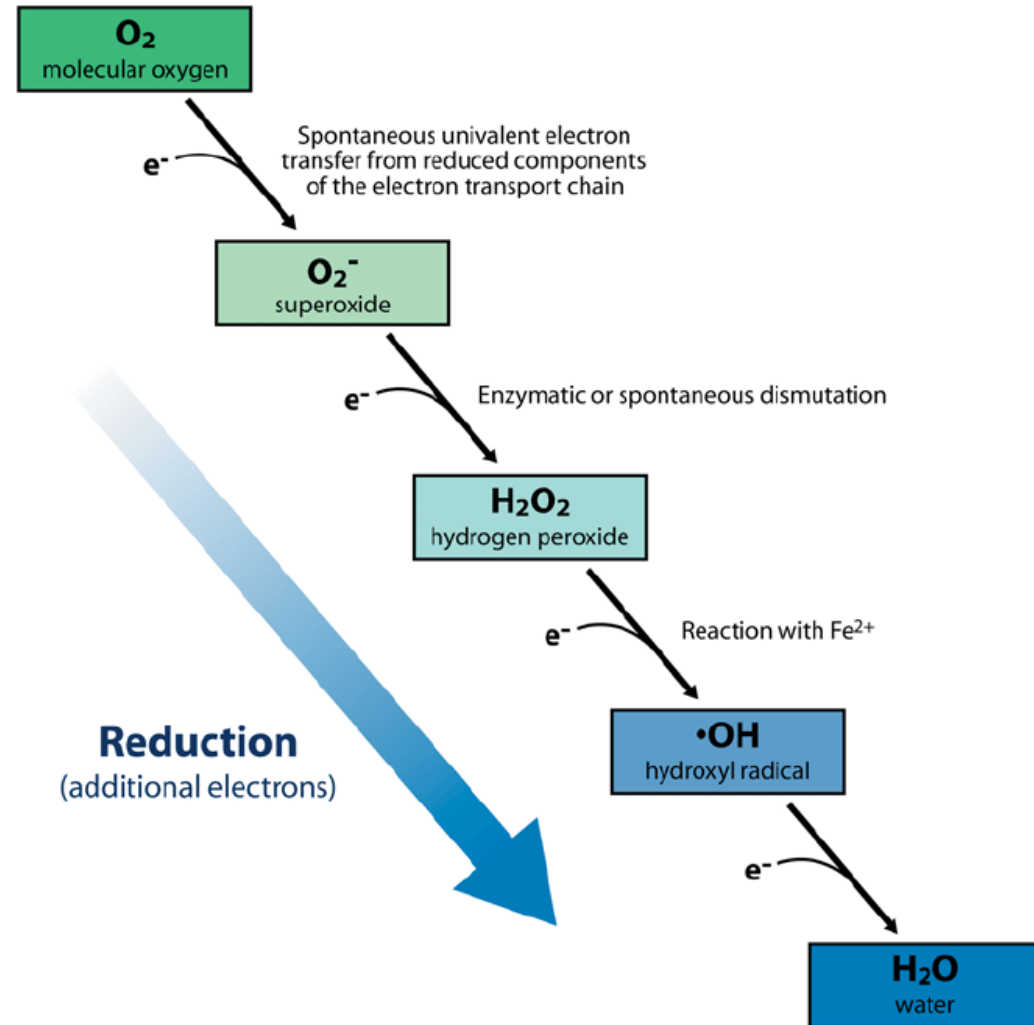 O₂
molecular oxygen
e⁻
Spontaneous univalent electron
transfer from reduced components
of the electron transport chain
O₂⁻
superoxide
e⁻
Enzymatic or spontaneous dismutation
H₂O₂
hydrogen peroxide
e⁻
Reaction with Fe²⁺
Reduction
(additional electrons)
•OH
hydroxyl radical
e⁻
H₂O
water